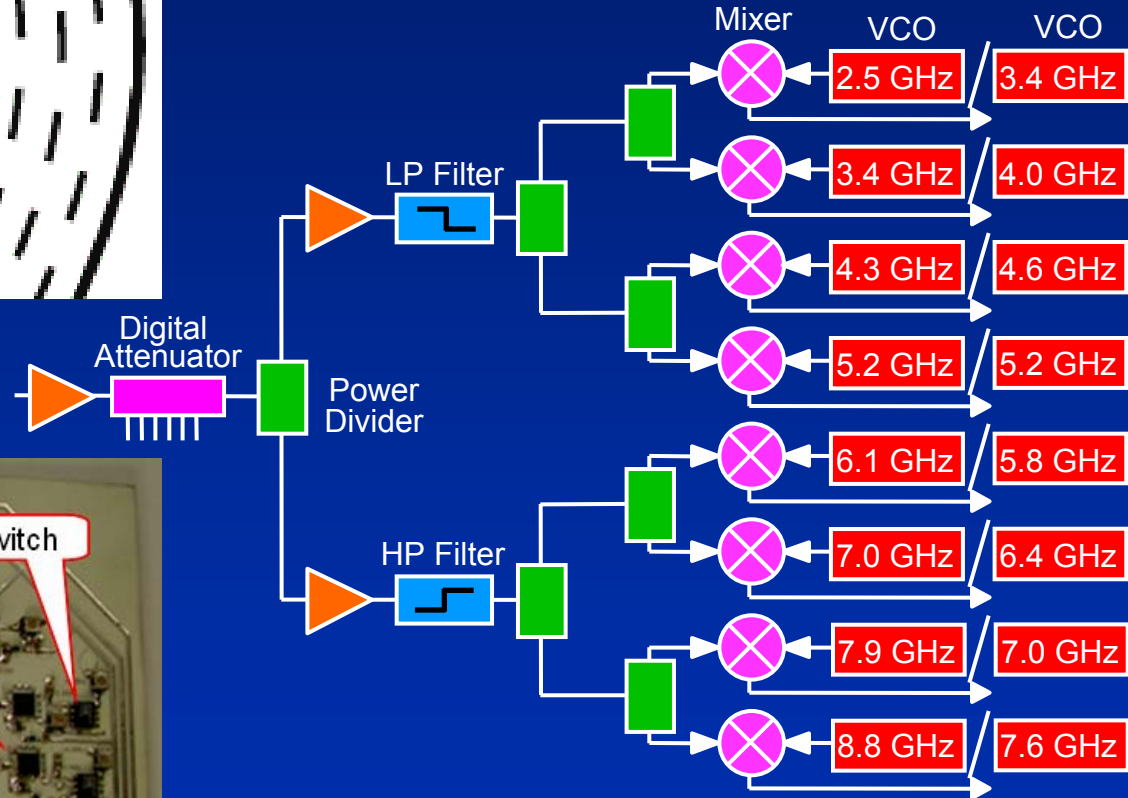 Mixer
VCO
VCO
2.5 GHz
3.4 GHz
LP Filter
3.4 GHz
4.0 GHz
4.3 GHz
4.6 GHz
Digital
Attenuator
5.2 GHz
5.2 GHz
Power
Divider
6.1 GHz
5.8 GHz
HP Filter
7.0 GHz
6.4 GHz
7.9 GHz
7.0 GHz
8.8 GHz
7.6 GHz